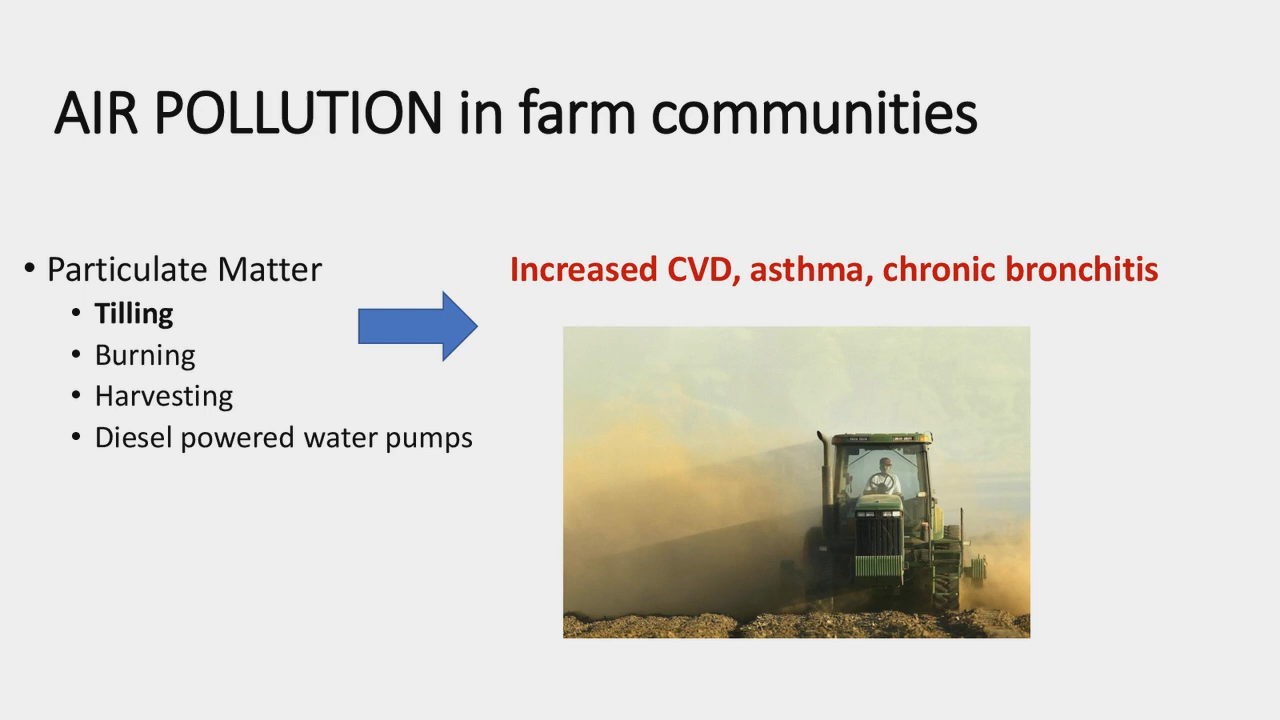 AIR POLLUTION in farm communities
• Particulate Matter
• Tilling
• Burning
• Harvesting
• Diesel powered water pumps
Increased CVD, asthma, chronic bronchitis